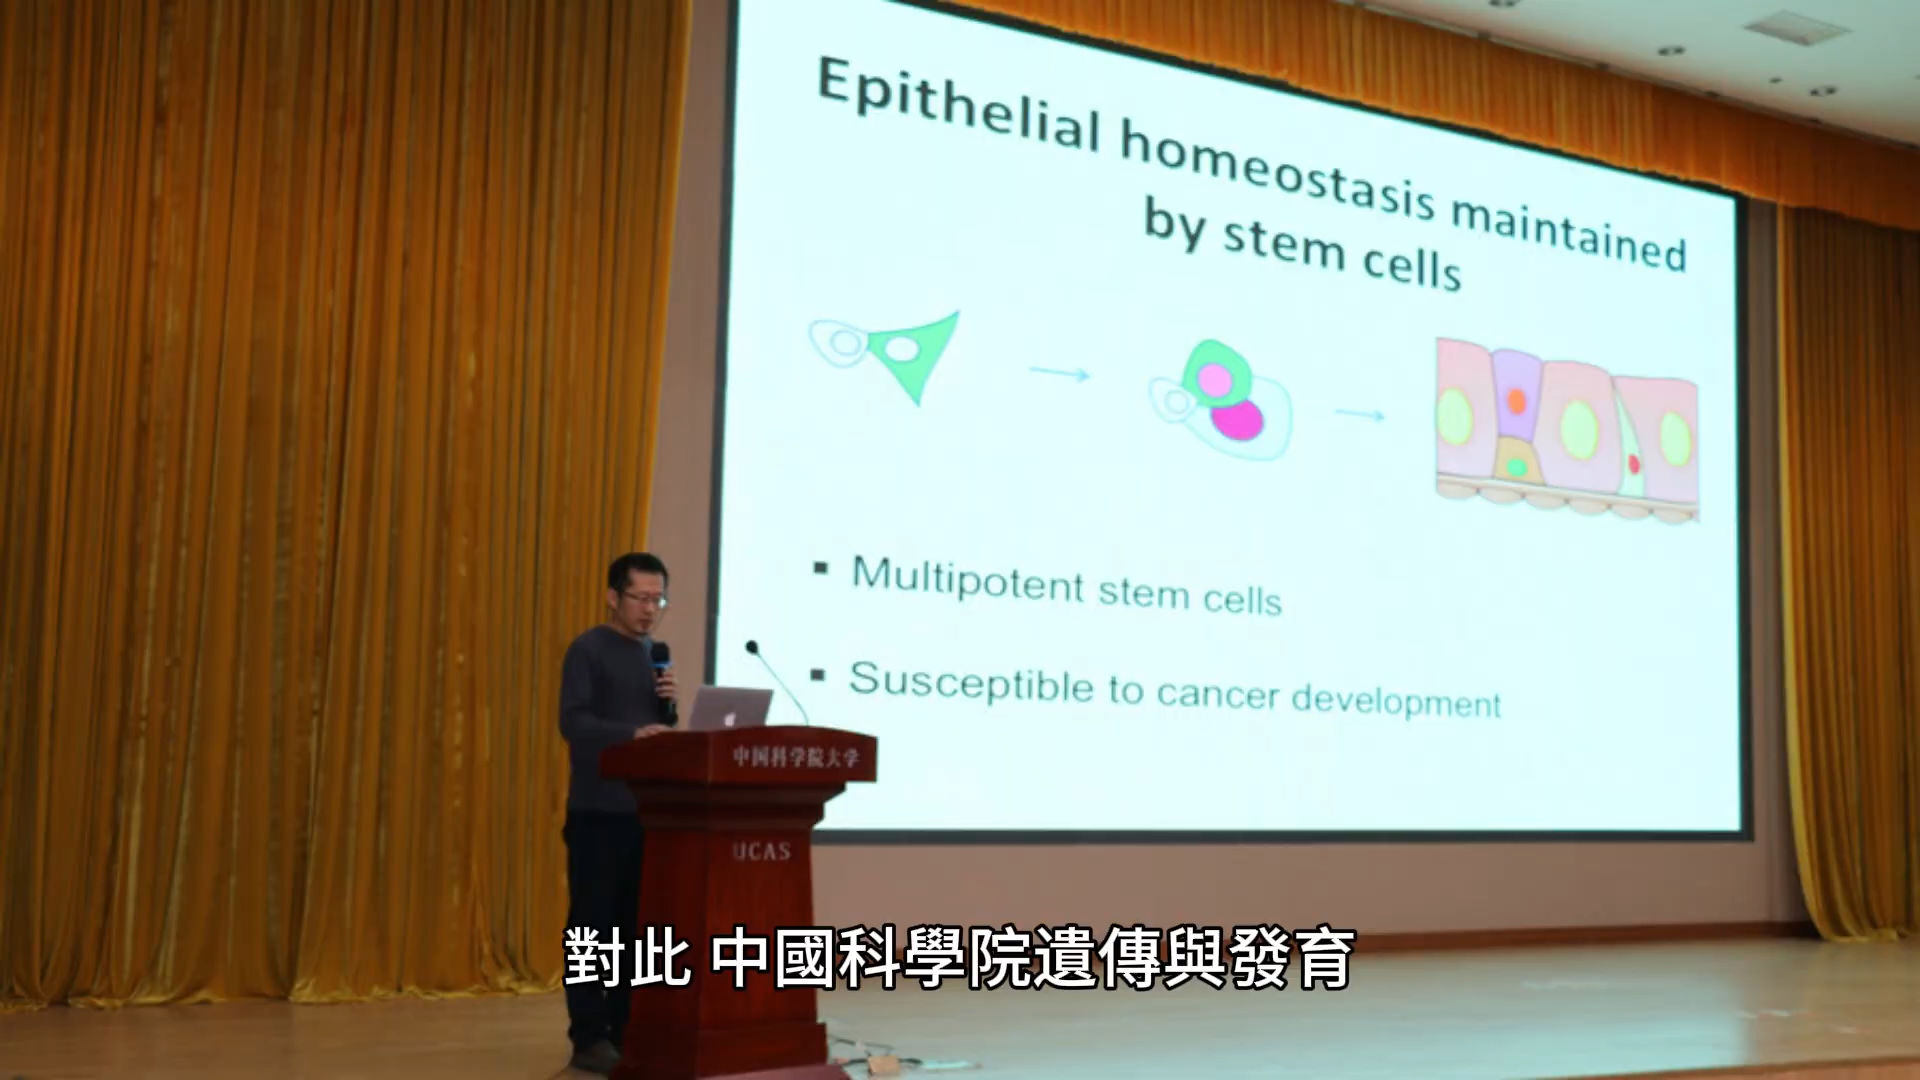 Epithelial homeostasis maintained
by stem cells
▪ Multipotent stem cells
▪ Susceptible to cancer development
中国科学院大学
UCAS
對此 中國科學院遺傳與發育